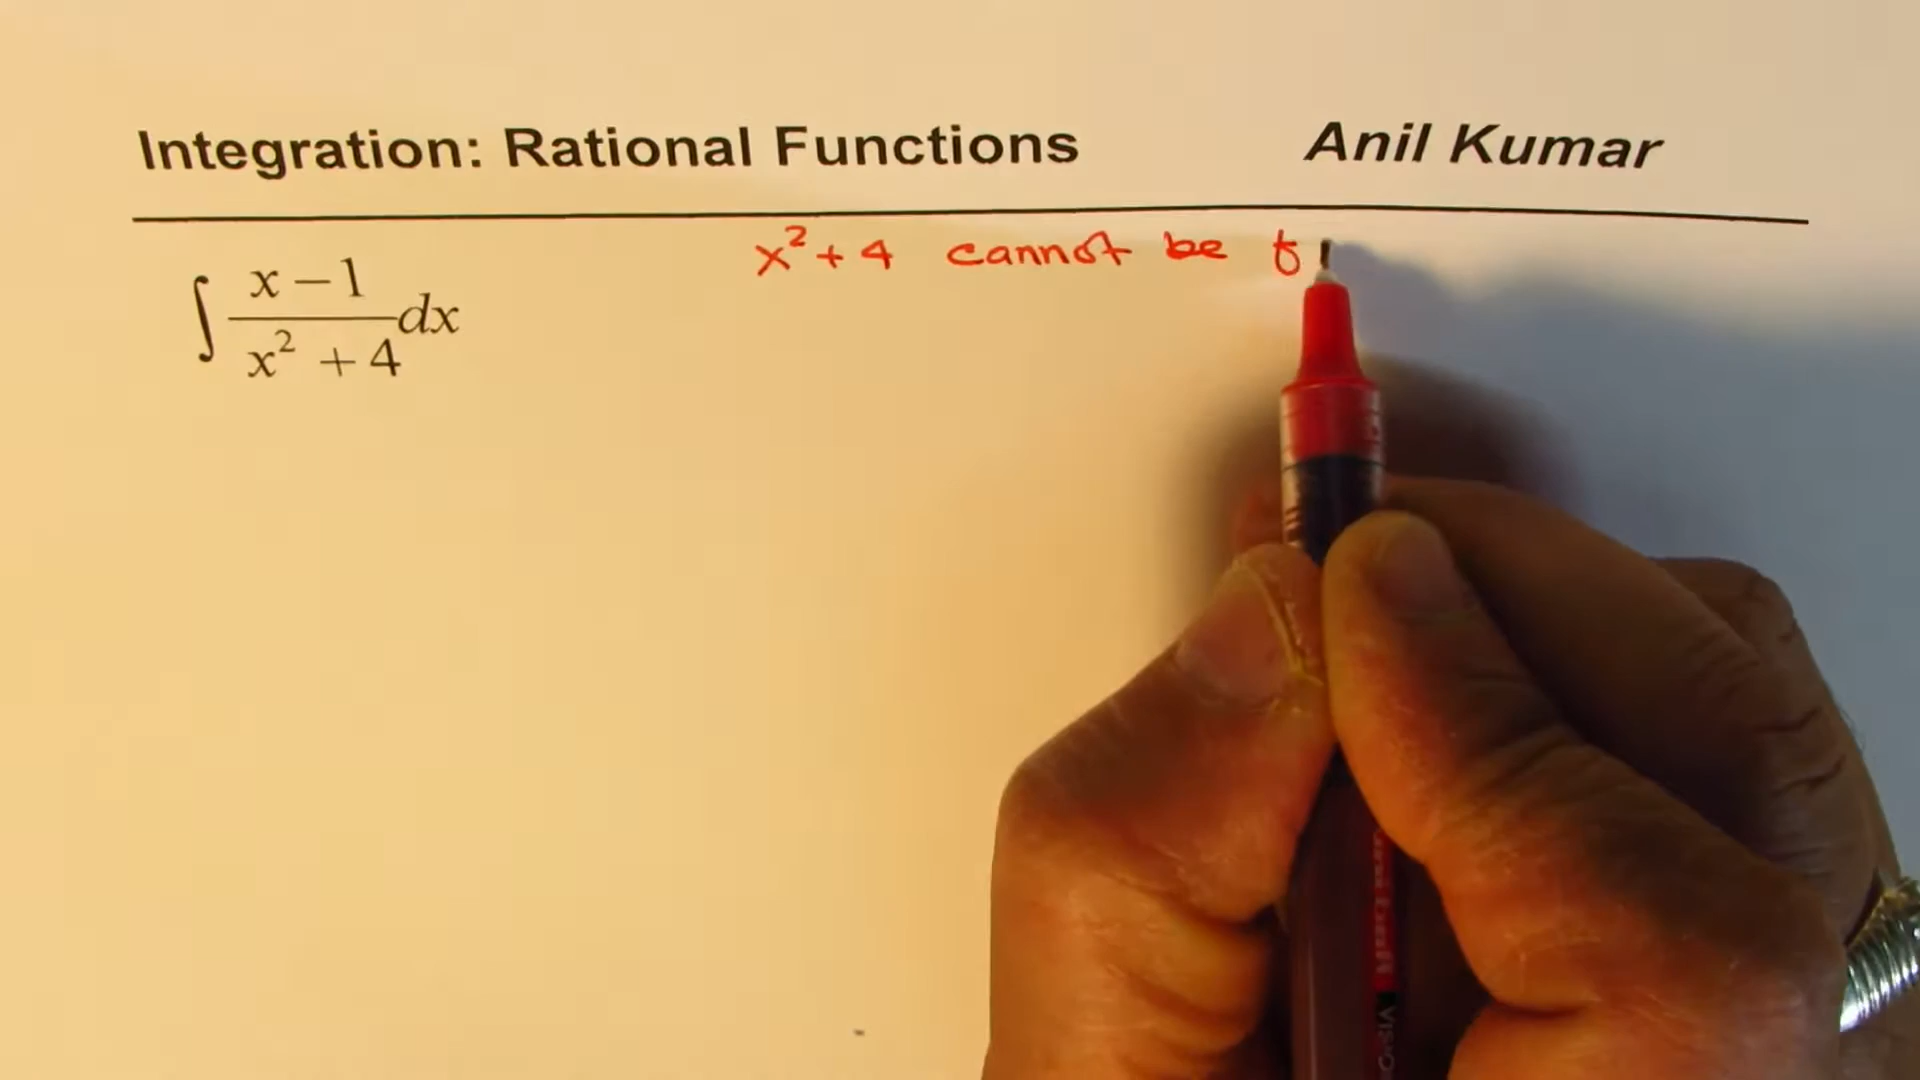 Integration: Rational Functions Anil Kumar
x² + 4 cannot be
∫ (x − 1)/(x² + 4) dx